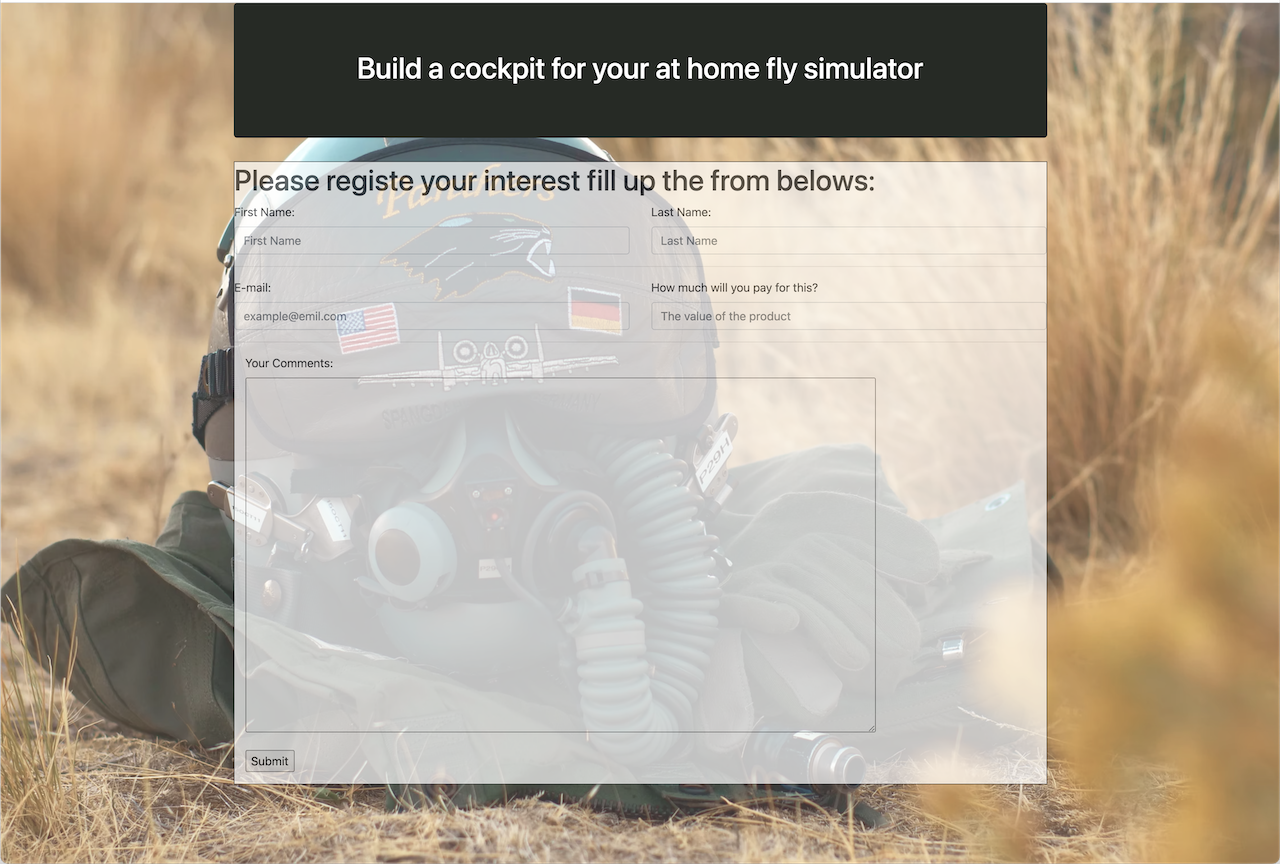 Build a cockpit for your at home fly simulator
Please registe your interest fill up the from belows:
Panthers
First Name:
Last Name:
First Name
Last Name
E-mail:
How much will you pay for this?
example@emil.com
The value of the product
Your Comments:
P2911
Submit